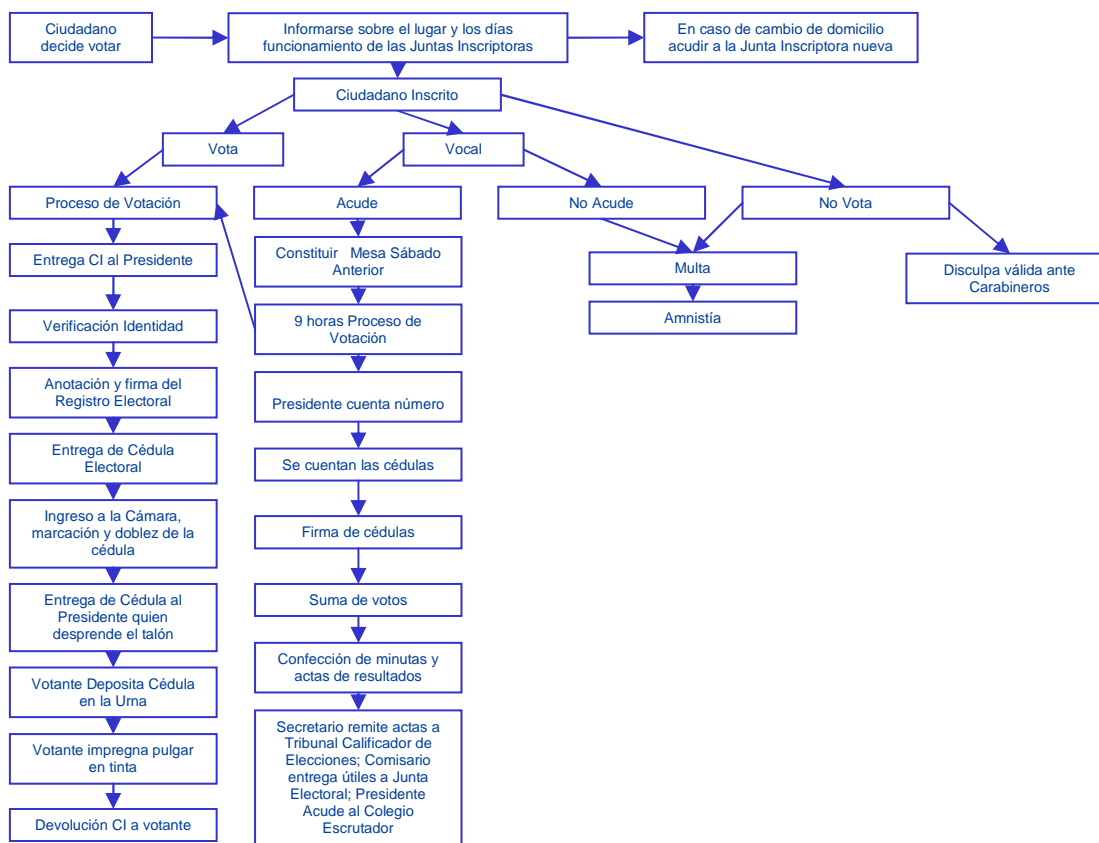 Ciudadano
decide votar
Informarse sobre el lugar y los días
funcionamiento de las Juntas Inscriptoras
En caso de cambio de domicilio
acudir a la Junta Inscriptora nueva
Ciudadano Inscrito
Vota
Vocal
Proceso de Votación
Acude
No Acude
No Vota
Entrega CI al Presidente
Constituir Mesa Sábado
Anterior
Multa
Disculpa válida ante
Carabineros
Verificación Identidad
9 horas Proceso de
Votación
Amnistía
Anotación y firma del
Registro Electoral
Presidente cuenta número
Entrega de Cédula
Electoral
Se cuentan las cédulas
Ingreso a la Cámara,
marcación y doblez de la
cédula
Firma de cédulas
Entrega de Cédula al
Presidente quien
desprende el talón
Suma de votos
Votante Deposita Cédula
en la Urna
Confección de minutas y
actas de resultados
Votante impregna pulgar
en tinta
Secretario remite actas a
Tribunal Calificador de
Elecciones; Comisario
entrega útiles a Junta
Electoral; Presidente
Acude al Colegio
Escrutador
Devolución CI a votante